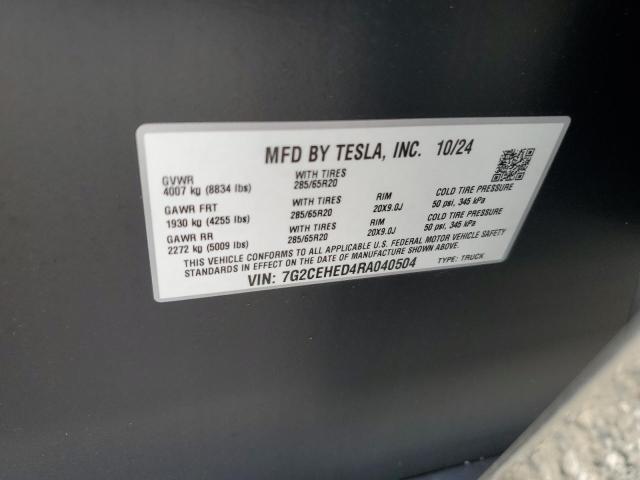 MFD BY TESLA, INC. 10/24
GVWR
4007 kg (8834 lbs)
WITH TIRES
285/65R20
GAWR FRT
1930 kg (4255 lbs)
WITH TIRES
285/65R20
RIM
20X9.0J
COLD TIRE PRESSURE
50 psi, 345 kPa
GAWR RR
2272 kg (5009 lbs)
WITH TIRES
285/65R20
RIM
20X9.0J
COLD TIRE PRESSURE
50 psi, 345 kPa
THIS VEHICLE CONFORMS TO ALL APPLICABLE U.S. FEDERAL MOTOR VEHICLE SAFETY
STANDARDS IN EFFECT ON THE DATE OF MANUFACTURE SHOWN ABOVE.
VIN: 7G2CEHED4RA040504
TYPE: TRUCK